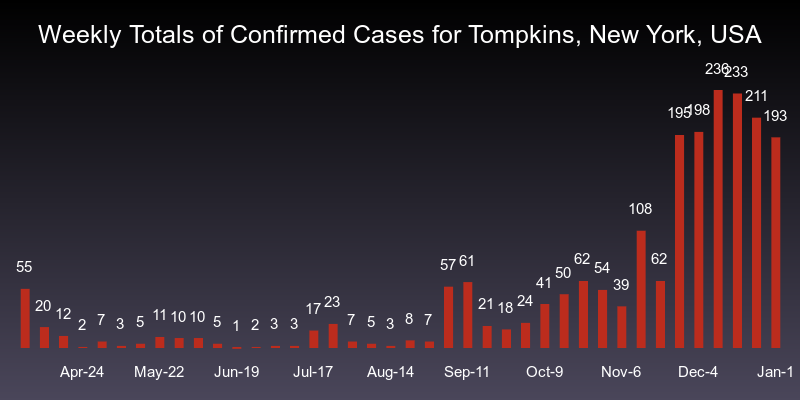 Weekly Totals of Confirmed Cases for Tompkins, New York, USA
55 20 12 2 7 3 5 11 10 10 5 1 2 3 3 17 23 7 5 3 8 7 57 61 21 18 24 41 50 62 54 39 108 62 195 198 236 233 211 193
Apr-24 May-22 Jun-19 Jul-17 Aug-14 Sep-11 Oct-9 Nov-6 Dec-4 Jan-1